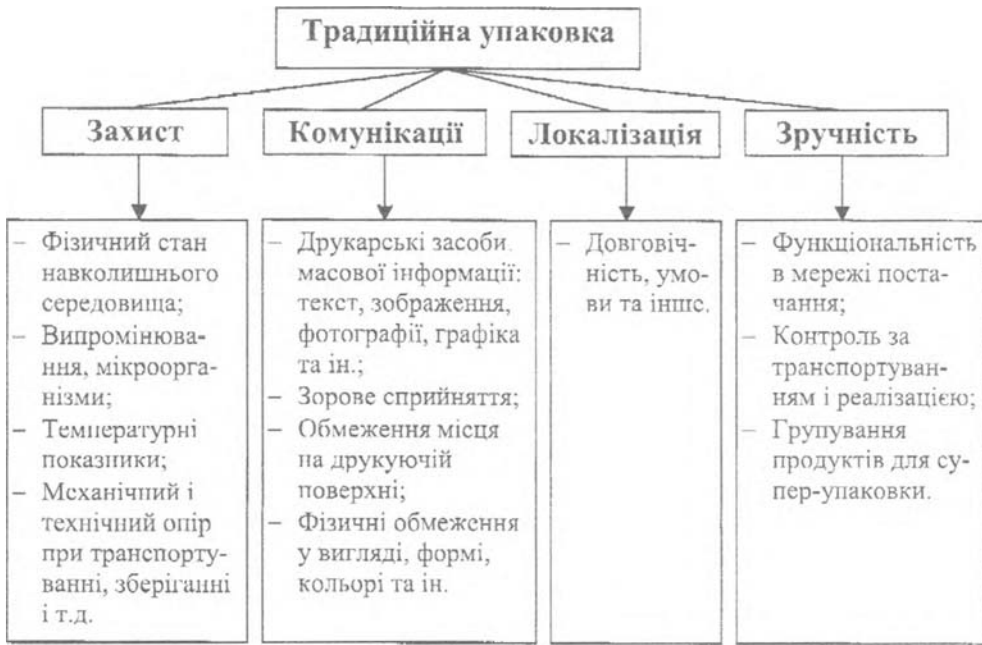 Традиційна упаковка
Захист
Комунікації
Локалізація
Зручність
– Фізичний стан
навколишнього
середовища;
– Випромінюва-
ння, мікроорга-
нізми;
– Температурні
показники;
– Механічний і
технічний опір
при транспорту-
ванні, зберіганні
і т.д.
– Друкарські засоби
масової інформації:
текст, зображення,
фотографії, графіка
та ін.;
– Зорове сприйняття;
– Обмеження місця
на друкуючій
поверхні;
– Фізичні обмеження
у вигляді, формі,
кольорі та ін.
– Довговіч-
ність, умо-
ви та інше.
– Функціональність
в мережі поста-
чання;
– Контроль за
транспортуван-
ням і реалізацією;
– Групування
продуктів для су-
пер-упаковки.